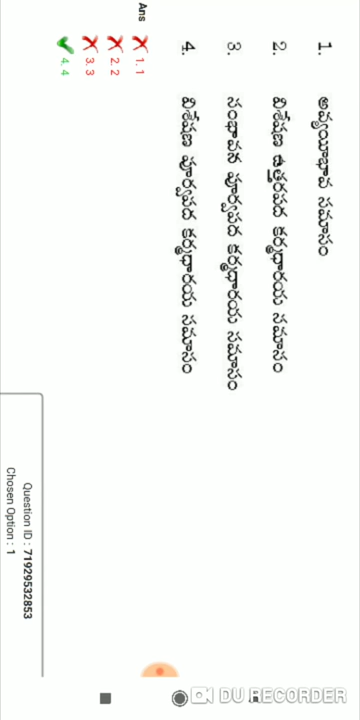 1. అవ్యయీభావ సమాసం
2. విశేషణ ఉత్తరపద కర్మధారయ సమాసం
3. సంభావన పూర్వపద కర్మధారయ సమాసం
4. విశేషణ పూర్వపద కర్మధారయ సమాసం
Ans 1. 1
2. 2
3. 3
4. 4
Question ID : 71929532853
Chosen Option : 1
DU RECORDER